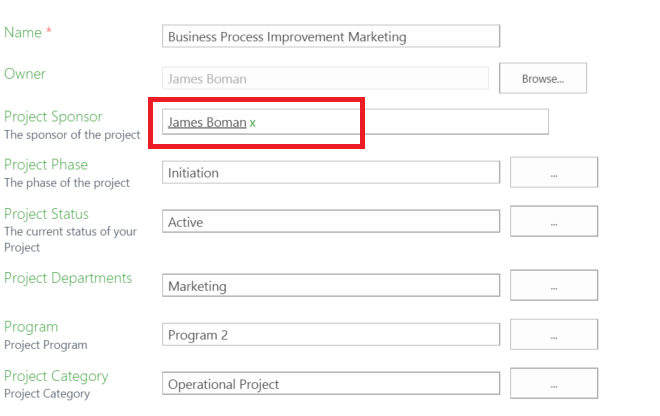 Name *
Business Process Improvement Marketing
Owner
James Boman
Browse...
Project Sponsor
The sponsor of the project
James Boman x
Project Phase
The phase of the project
Initiation
...
Project Status
The current status of your
Project
Active
...
Project Departments
Marketing
...
Program
Project Program
Program 2
...
Project Category
Project Category
Operational Project
...